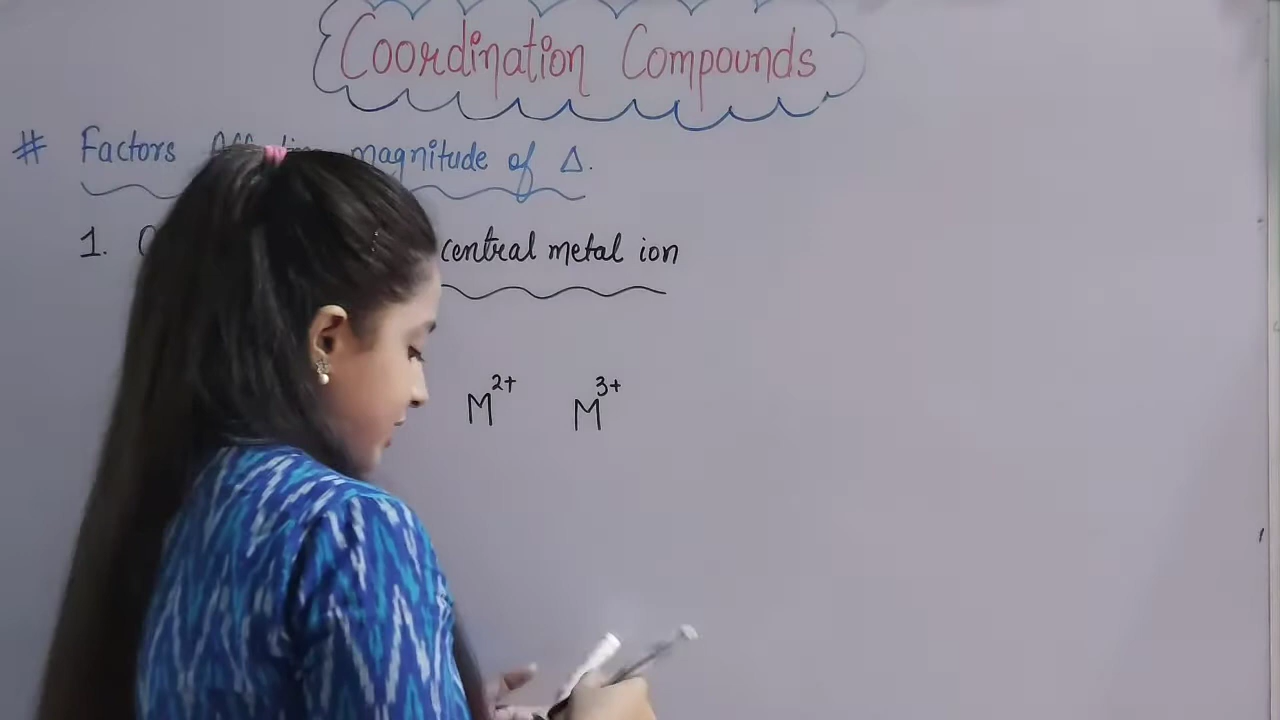 Coordination Compounds
# Factors magnitude of Δ.
1. central metal ion
M²⁺ M³⁺